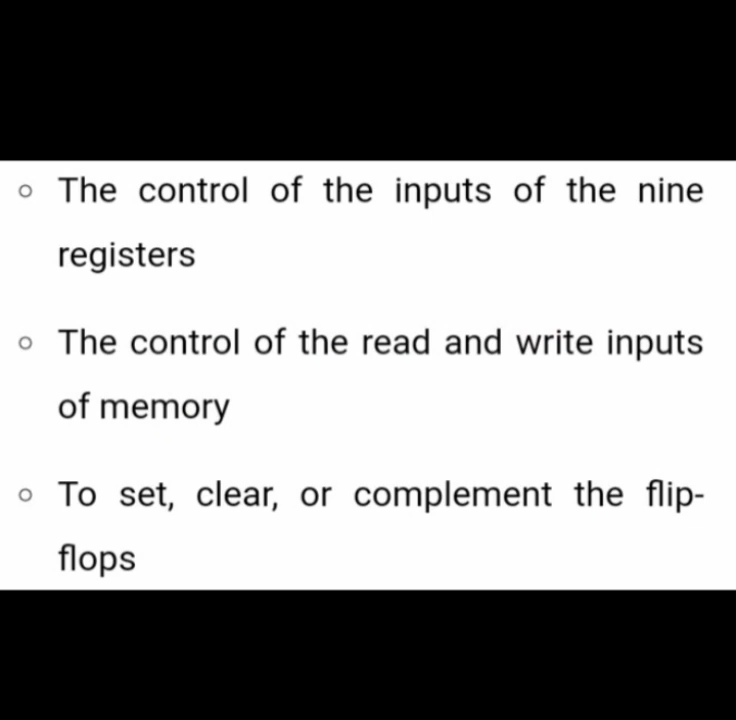 The control of the inputs of the nine
registers
The control of the read and write inputs
of memory
To set, clear, or complement the flip-
flops